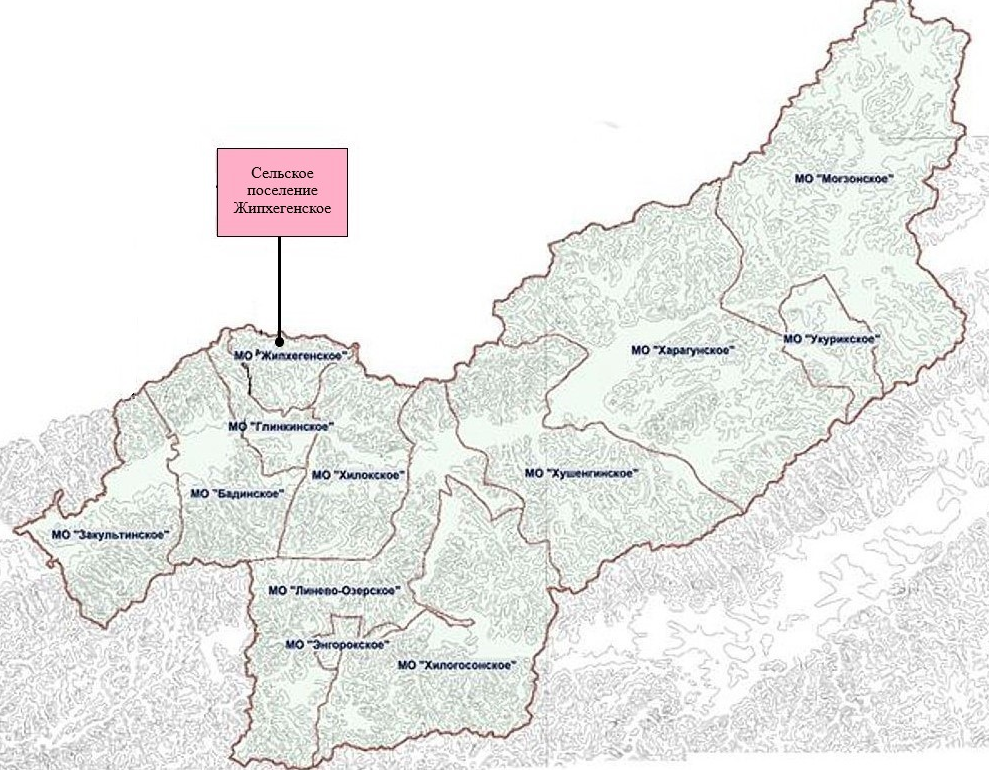 Сельское
поселение
Жипхегенское
МО "Могзонское"
МО "Укурикское"
МО "Харагунское"
МО "Жипхегенское"
МО "Глинкинское"
МО "Хилокское"
МО "Хушенгинское"
МО "Бадинское"
МО "Закультинское"
МО "Линево-Озерское"
МО "Энгорокское"
МО "Хилогосонское"